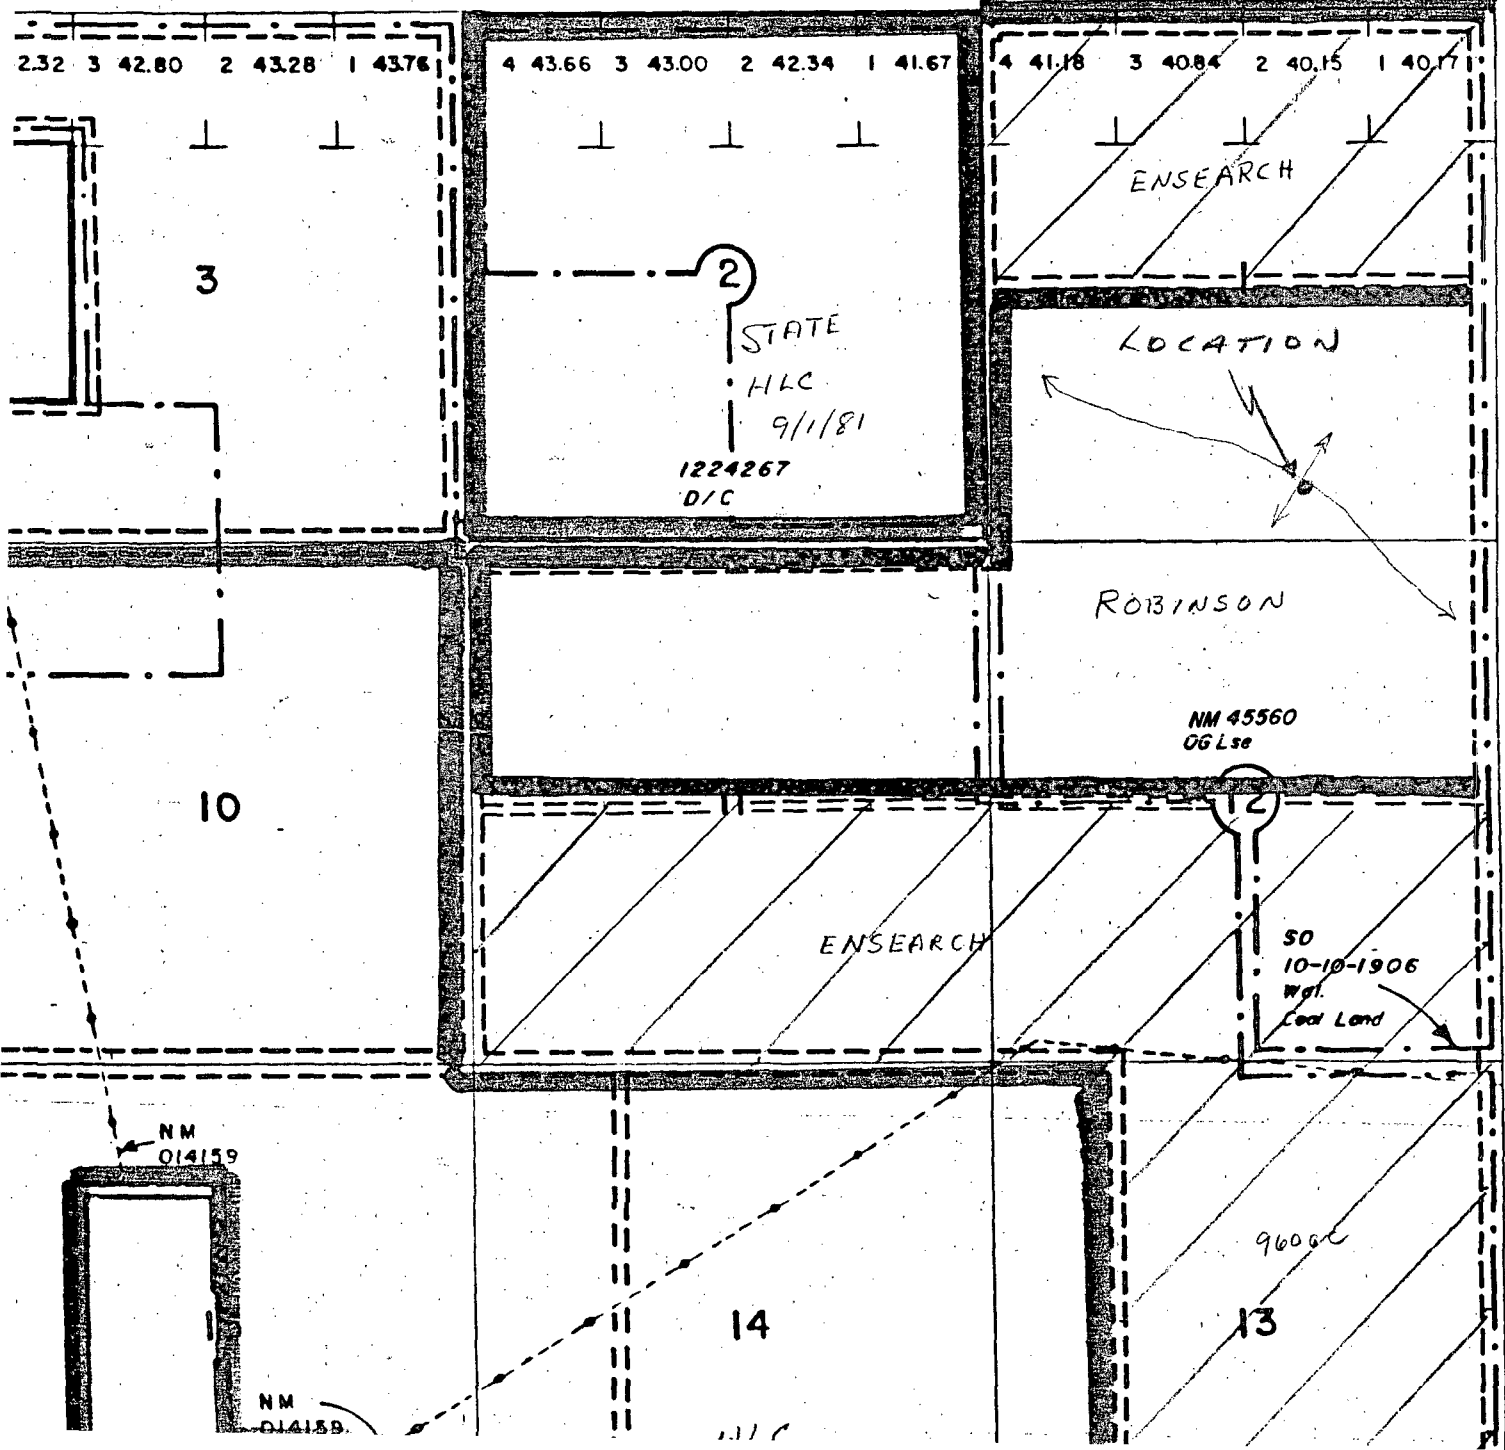 2.32 3 42.80 2 43.28 1 43.76
4 43.66 3 43.00 2 42.34 1 41.67
4 41.18 3 40.84 2 40.15 1 40.17
ENSEARCH
3
2
STATE
HLC
9/1/81
1224267
D/C
LOCATION
ROBINSON
NM 45560
OG Lse
10
12
ENSEARCH
SO
10-10-1906
Wdl.
Coal Land
NM
014159
14
13
NM
014159